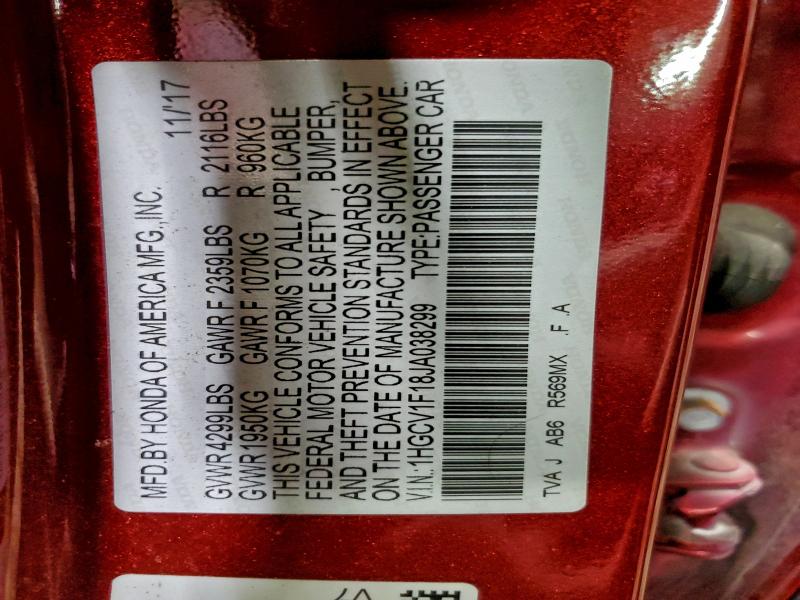 MFD.BY HONDA OF AMERICA MFG.,INC. 11/17
GVWR 4299LBS GAWR F 2359LBS R 2116LBS
GVWR 1950KG GAWR F 1070KG R 960KG
THIS VEHICLE CONFORMS TO ALL APPLICABLE
FEDERAL MOTOR VEHICLE SAFETY , BUMPER,
AND THEFT PREVENTION STANDARDS IN EFFECT
ON THE DATE OF MANUFACTURE SHOWN ABOVE.
V.I.N.:1HGCV1F18JA038299 TYPE:PASSENGER CAR
TVA J AB6 R569MX .F .A